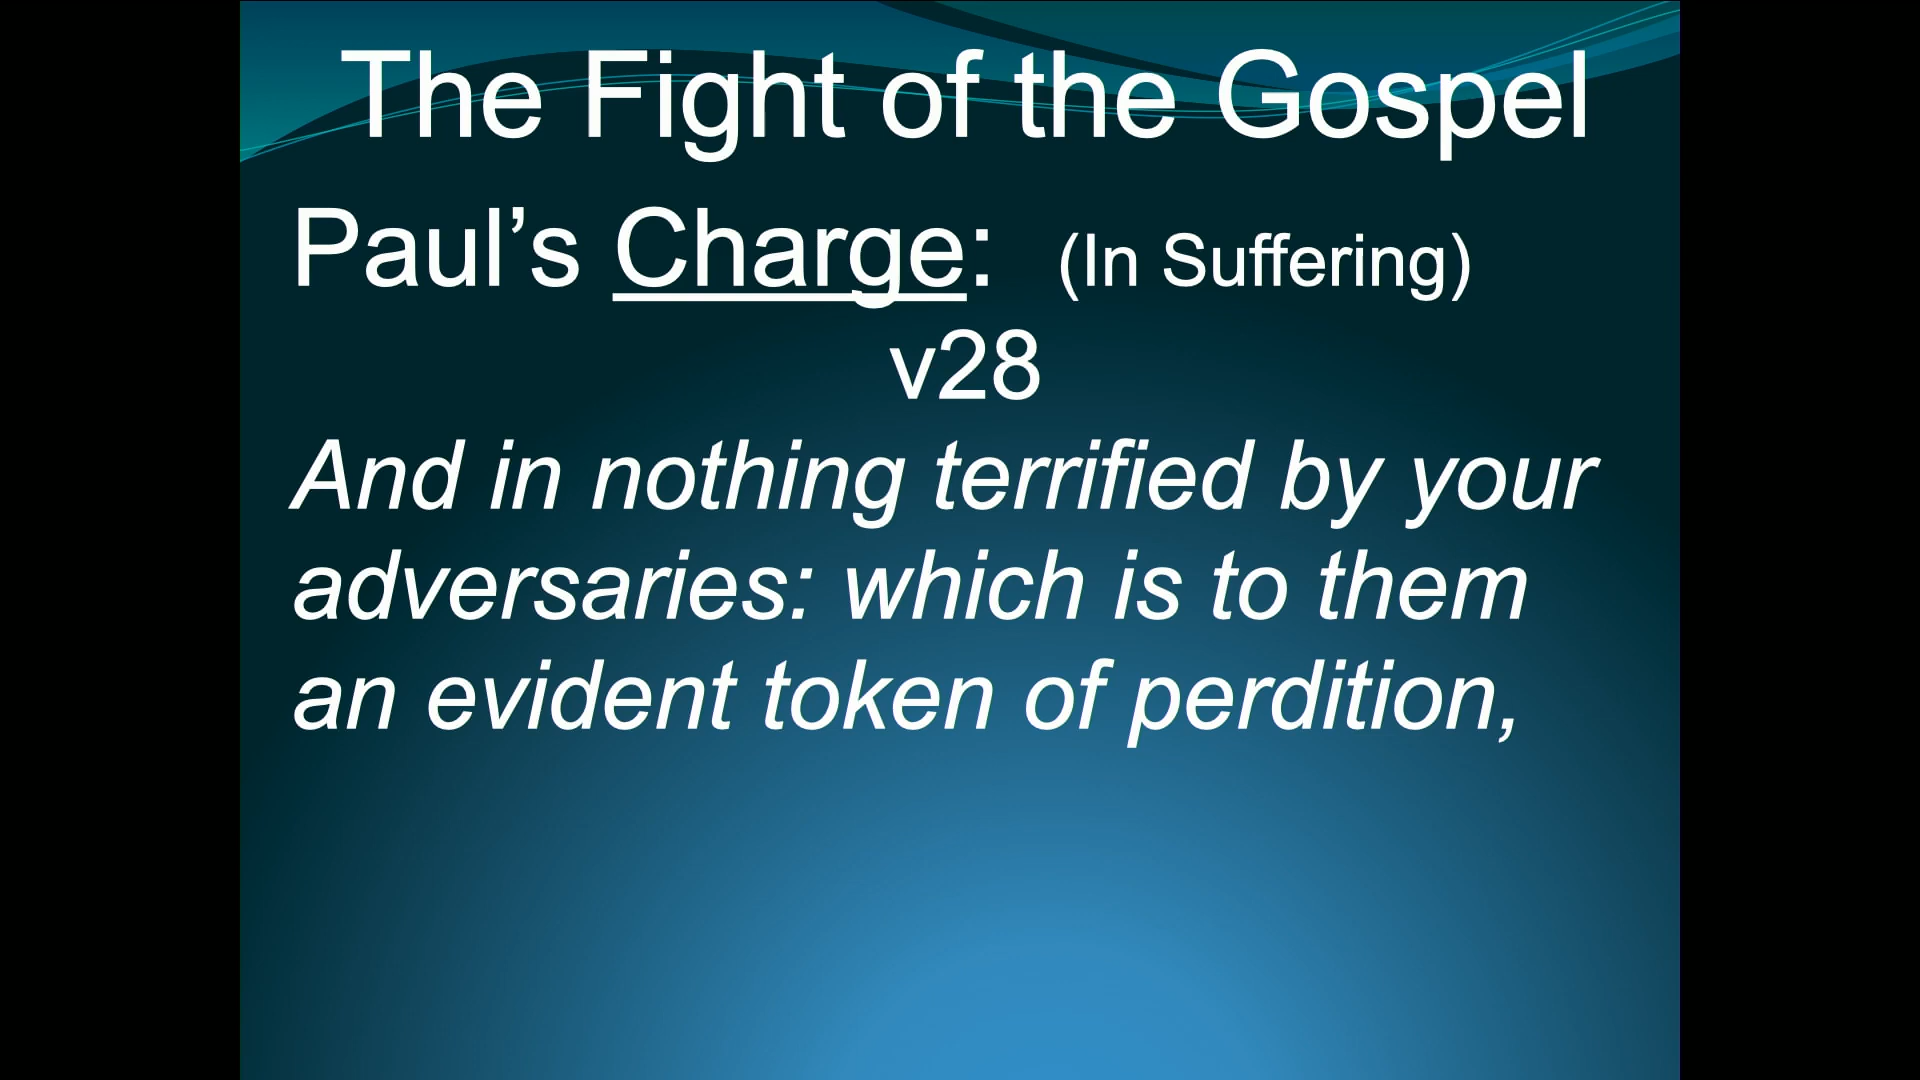 The Fight of the Gospel
Paul’s Charge: (In Suffering)
v28
And in nothing terrified by your
adversaries: which is to them
an evident token of perdition,